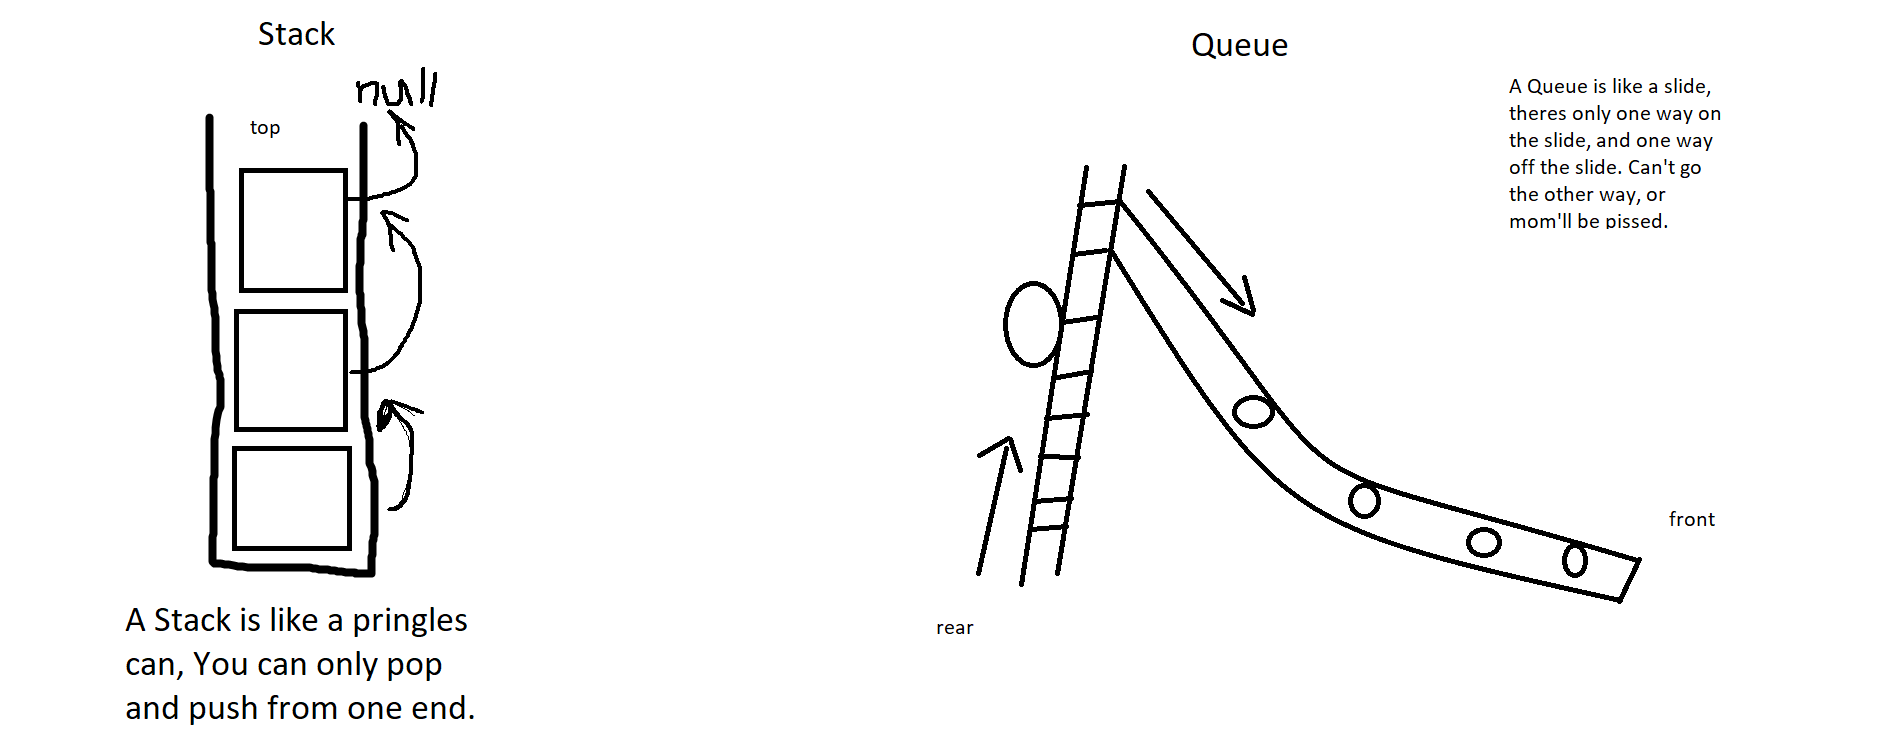 Stack
null
top
A Stack is like a pringles
can, You can only pop
and push from one end.
Queue
A Queue is like a slide,
theres only one way on
the slide, and one way
off the slide. Can't go
the other way, or
mom'll be pissed.
front
rear